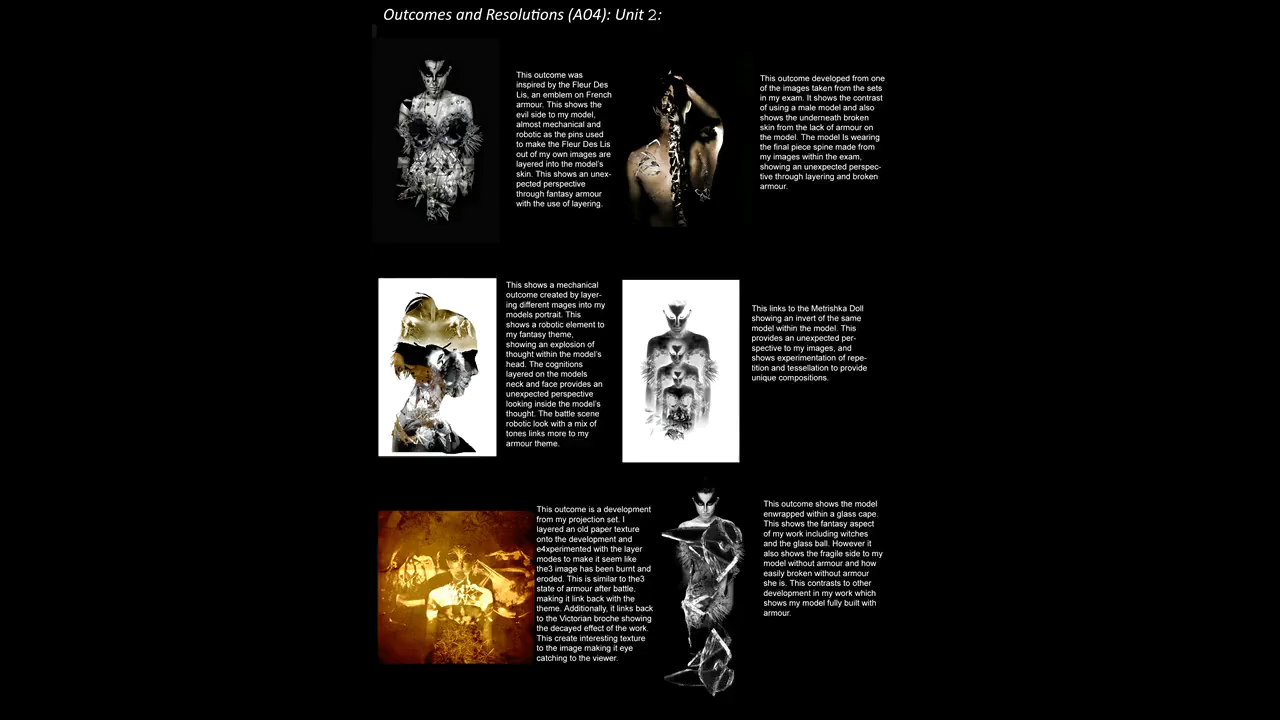 Outcomes and Resolutions (AO4): Unit 2:
This outcome was
inspired by the Fleur Des
Lis, an emblem on French
armour. This shows the
evil side to my model,
almost mechanical and
robotic as the pins used
to make the Fleur Des Lis
out of my own images are
layered into the model's
skin. This shows an unex-
pected perspective
through fantasy armour
with the use of layering.
This outcome developed from one
of the images taken from the sets
in my exam. It shows the contrast
of using a male model and also
shows the underneath broken
skin from the lack of armour on
the model. The model Is wearing
the final piece spine made from
my images within the exam,
showing an unexpected perspec-
tive through layering and broken
armour.
This shows a mechanical
outcome created by layer-
ing different mages into my
models portrait. This
shows a robotic element to
my fantasy theme,
showing an explosion of
thought within the model's
head. The cognitions
layered on the models
neck and face provides an
unexpected perspective
looking inside the model's
thought. The battle scene
robotic look with a mix of
tones links more to my
armour theme.
This links to the Metrishka Doll
showing an invert of the same
model within the model. This
provides an unexpected per-
spective to my images, and
shows experimentation of repe-
tition and tessellation to provide
unique compositions.
This outcome is a development
from my projection set. I
layered an old paper texture
onto the development and
e4xperimented with the layer
modes to make it seem like
the3 image has been burnt and
eroded. This is similar to the3
state of armour after battle,
making it link back with the
theme. Additionally, it links back
to the Victorian broche showing
the decayed effect of the work.
This create interesting texture
to the image making it eye
catching to the viewer.
This outcome shows the model
enwrapped within a glass cape.
This shows the fantasy aspect
of my work including witches
and the glass ball. However it
also shows the fragile side to my
model without armour and how
easily broken without armour
she is. This contrasts to other
development in my work which
shows my model fully built with
armour.